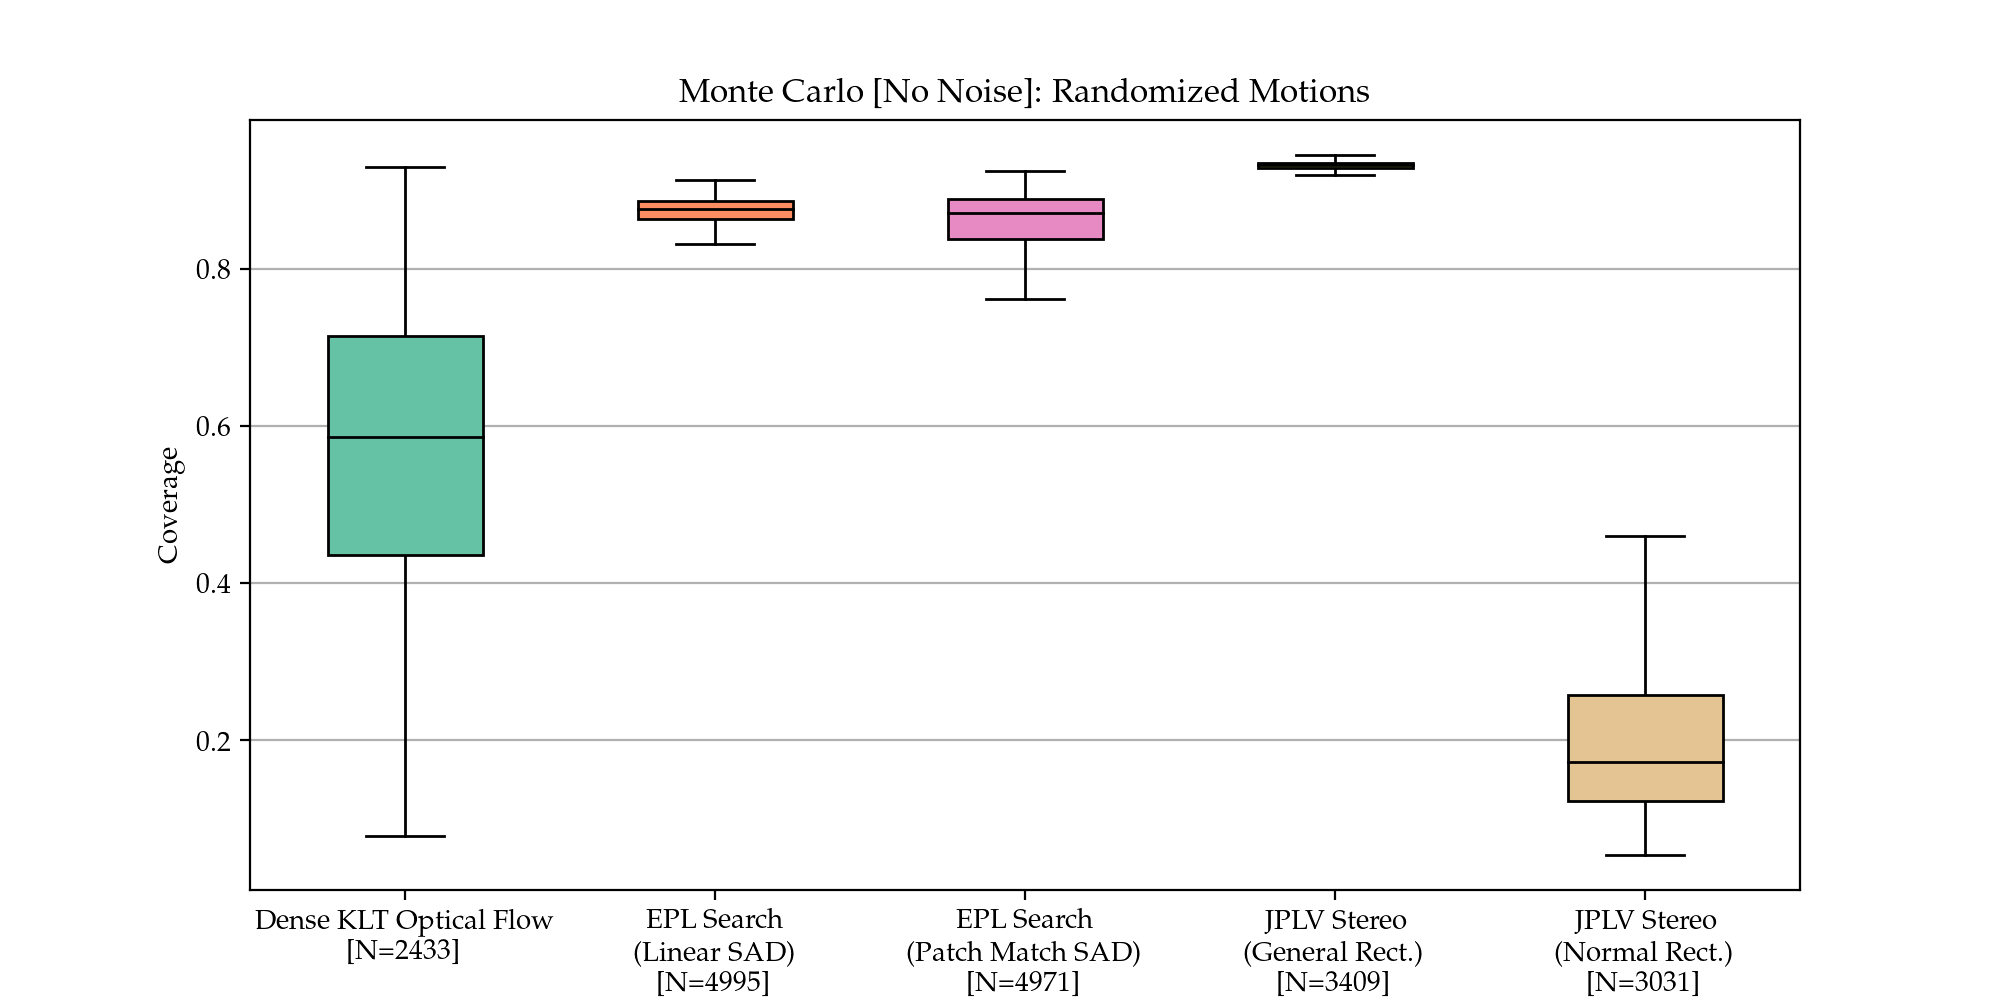 Monte Carlo [No Noise]: Randomized Motions
Coverage
0.8
0.6
0.4
0.2
Dense KLT Optical Flow
[N=2433]
EPL Search
(Linear SAD)
[N=4995]
EPL Search
(Patch Match SAD)
[N=4971]
JPLV Stereo
(General Rect.)
[N=3409]
JPLV Stereo
(Normal Rect.)
[N=3031]